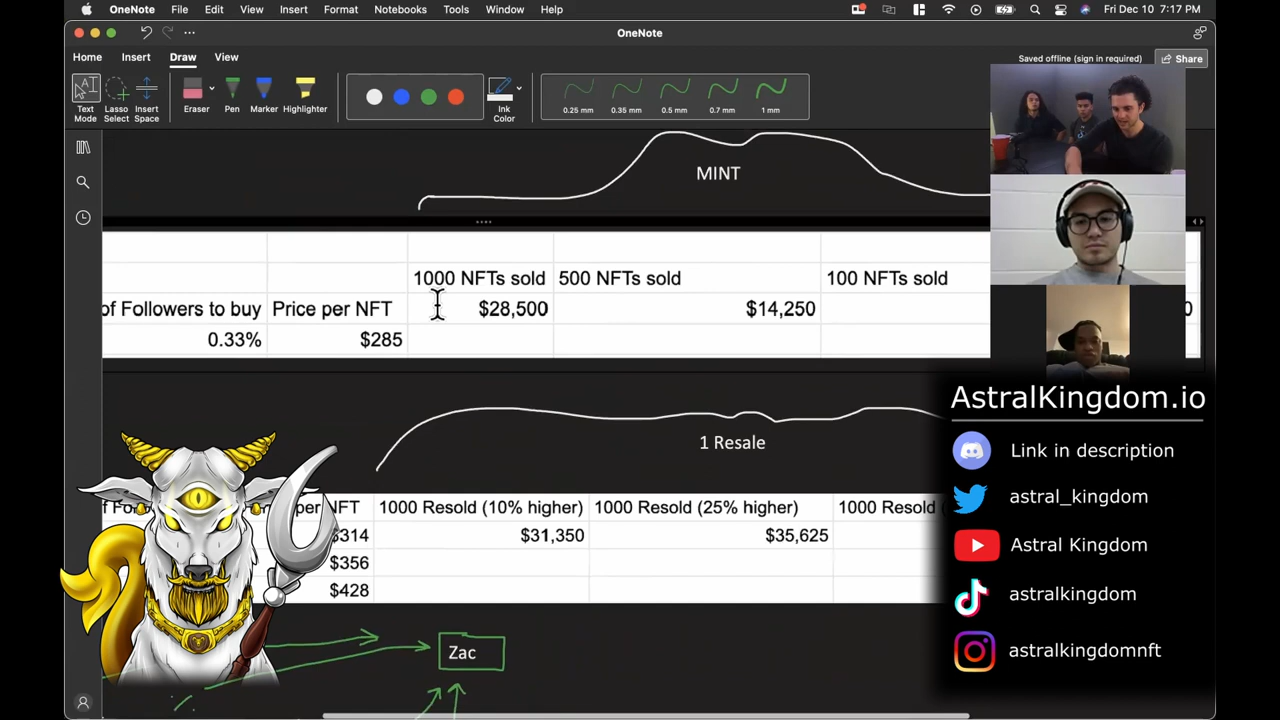 OneNote File Edit View Insert Format Notebooks Tools Window Help Fri Dec 10 7:17 PM
OneNote
Home Insert Draw View Saved offline (sign in required) Share
Text Mode
Lasso Select
Insert Space
Eraser
Pen
Marker
Highlighter
Ink Color
0.25 mm 0.35 mm 0.5 mm 0.7 mm 1 mm
MINT
1000 NFTs sold 500 NFTs sold 100 NFTs sold
of Followers to buy Price per NFT $28,500 $14,250 0
0.33% $285
1 Resale
NFT 1000 Resold (10% higher) 1000 Resold (25% higher) 1000 Resold
$314 $31,350 $35,625
$356
$428
Zac
AstralKingdom.io
Link in description
astral_kingdom
Astral Kingdom
astralkingdom
astralkingdomnft